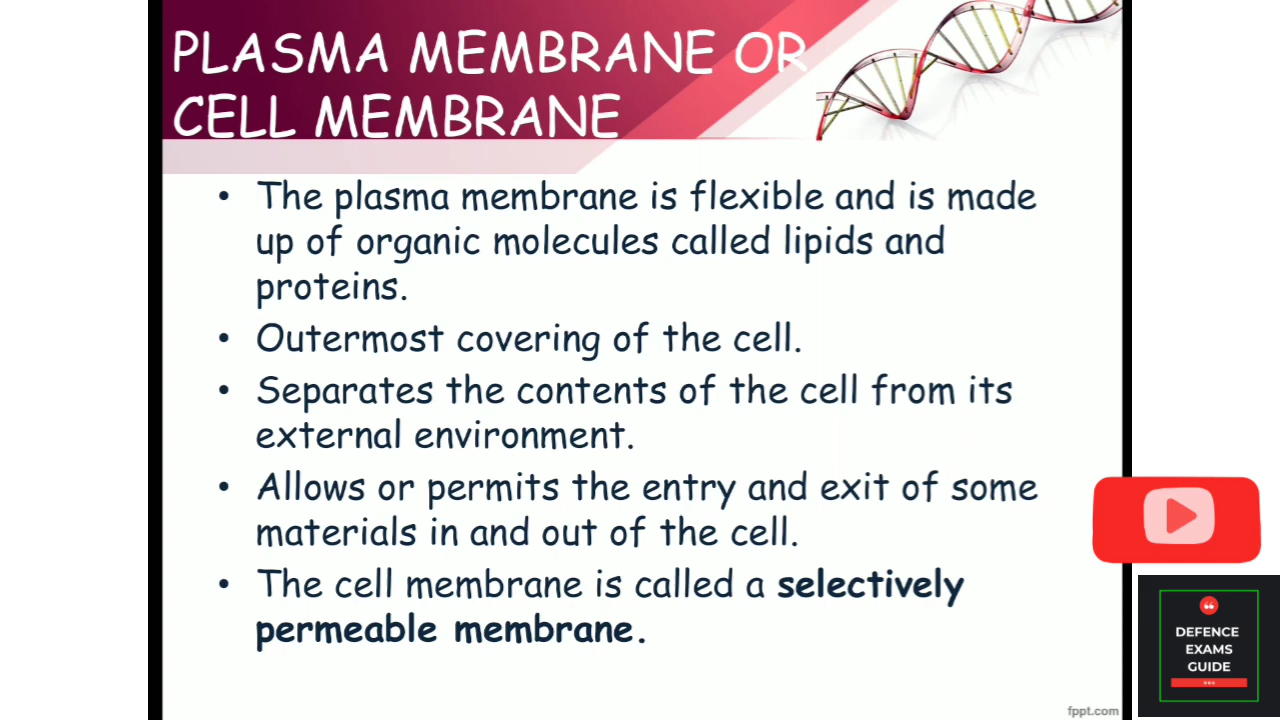 PLASMA MEMBRANE OR
CELL MEMBRANE
• The plasma membrane is flexible and is made
up of organic molecules called lipids and
proteins.
• Outermost covering of the cell.
• Separates the contents of the cell from its
external environment.
• Allows or permits the entry and exit of some
materials in and out of the cell.
• The cell membrane is called a selectively
permeable membrane.
DEFENCE
EXAMS
GUIDE
fppt.com